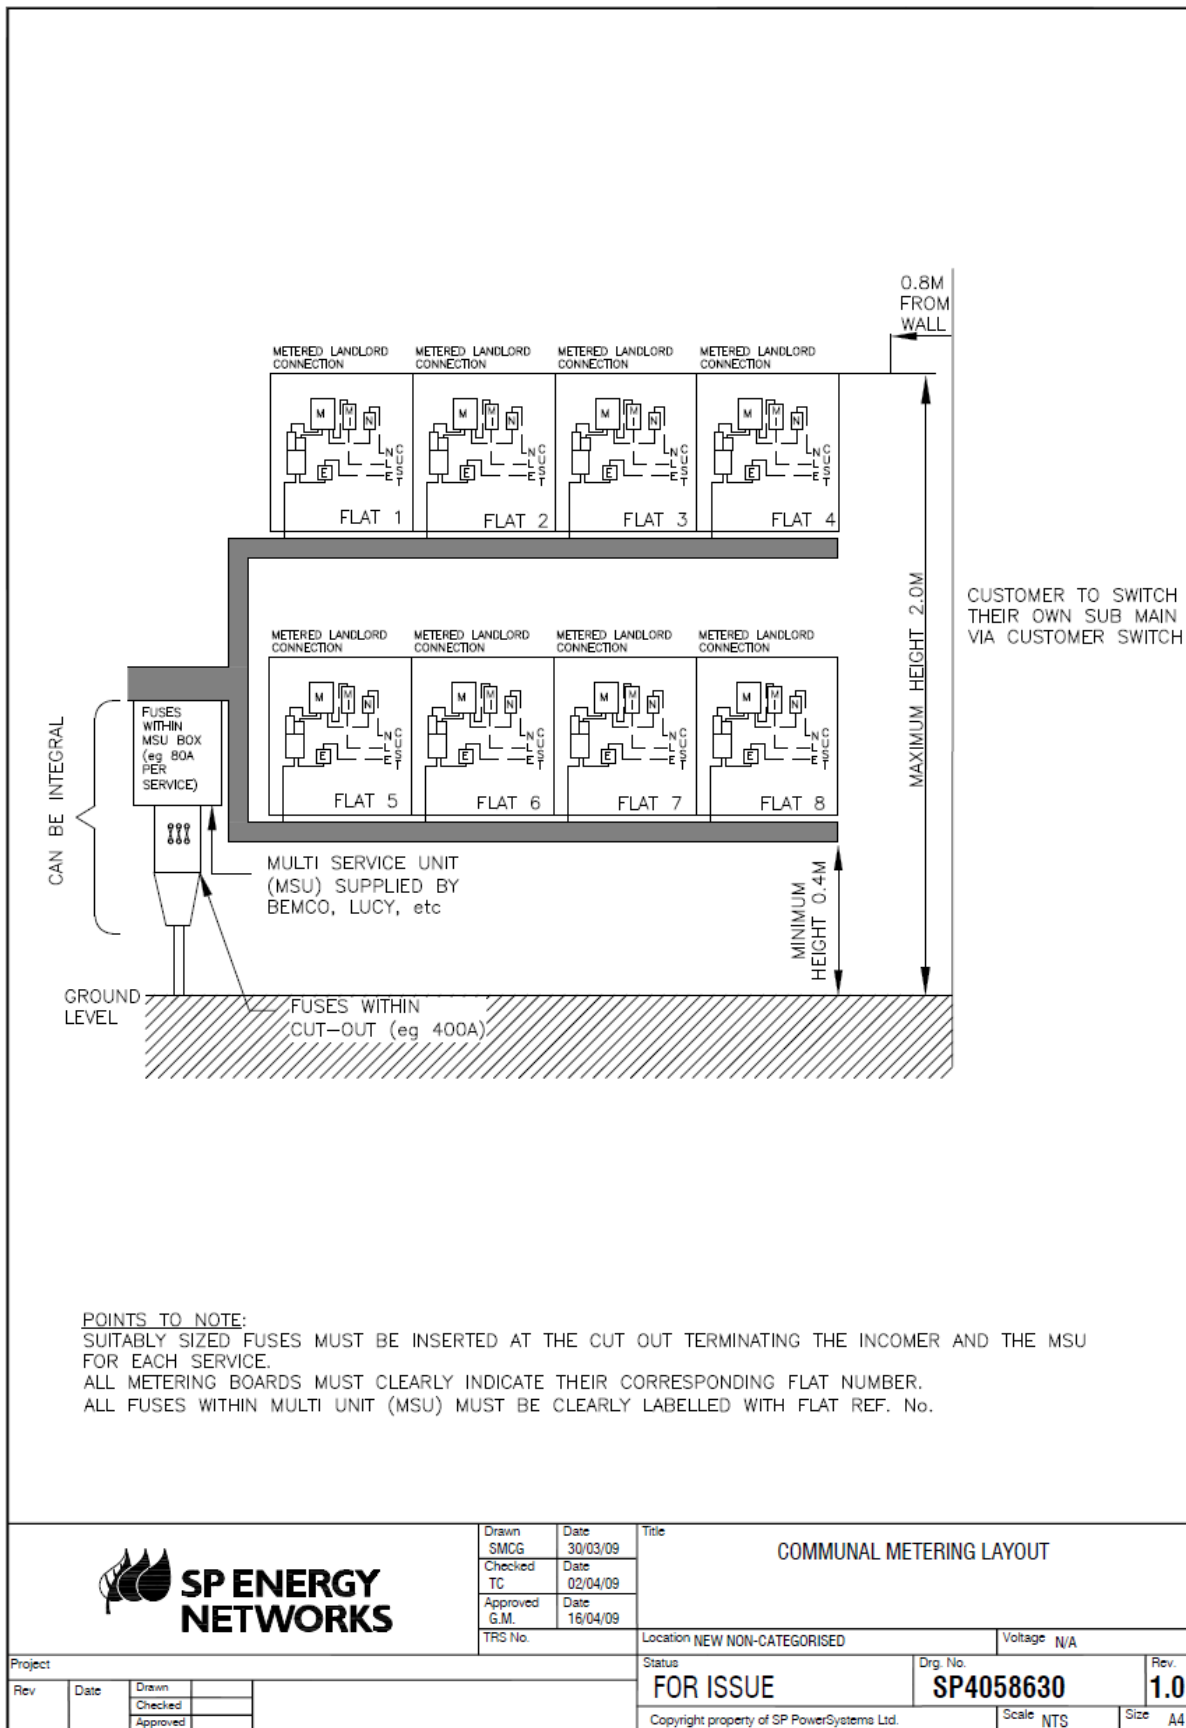 0.8M
FROM
WALL
METERED LANDLORD
CONNECTION
METERED LANDLORD
CONNECTION
METERED LANDLORD
CONNECTION
METERED LANDLORD
CONNECTION
M
M
I
N
E
N
L
E
CUST
FLAT 1
M
M
I
N
E
N
L
E
CUST
FLAT 2
M
M
I
N
E
N
L
E
CUST
FLAT 3
M
M
I
N
E
N
L
E
CUST
FLAT 4
MAXIMUM HEIGHT 2.0M
CUSTOMER TO SWITCH
THEIR OWN SUB MAIN
VIA CUSTOMER SWITCH
METERED LANDLORD
CONNECTION
METERED LANDLORD
CONNECTION
METERED LANDLORD
CONNECTION
METERED LANDLORD
CONNECTION
M
M
I
N
E
N
L
E
CUST
FLAT 5
M
M
I
N
E
N
L
E
CUST
FLAT 6
M
M
I
N
E
N
L
E
CUST
FLAT 7
M
M
I
N
E
N
L
E
CUST
FLAT 8
CAN BE INTEGRAL
FUSES
WITHIN
MSU BOX
(eg 80A
PER
SERVICE)
MULTI SERVICE UNIT
(MSU) SUPPLIED BY
BEMCO, LUCY, etc
MINIMUM
HEIGHT 0.4M
GROUND
LEVEL
FUSES WITHIN
CUT-OUT (eg 400A)
POINTS TO NOTE:
SUITABLY SIZED FUSES MUST BE INSERTED AT THE CUT OUT TERMINATING THE INCOMER AND THE MSU
FOR EACH SERVICE.
ALL METERING BOARDS MUST CLEARLY INDICATE THEIR CORRESPONDING FLAT NUMBER.
ALL FUSES WITHIN MULTI UNIT (MSU) MUST BE CLEARLY LABELLED WITH FLAT REF. No.
SP ENERGY
NETWORKS
Drawn
SMCG
Date
30/03/09
Checked
TC
Date
02/04/09
Approved
G.M.
Date
16/04/09
TRS No.
Title
COMMUNAL METERING LAYOUT
Location NEW NON-CATEGORISED
Voltage N/A
Project
Status
FOR ISSUE
Drg. No.
SP4058630
Rev.
1.0
Rev
Date
Drawn
Checked
Approved
Copyright property of SP PowerSystems Ltd.
Scale NTS
Size A4